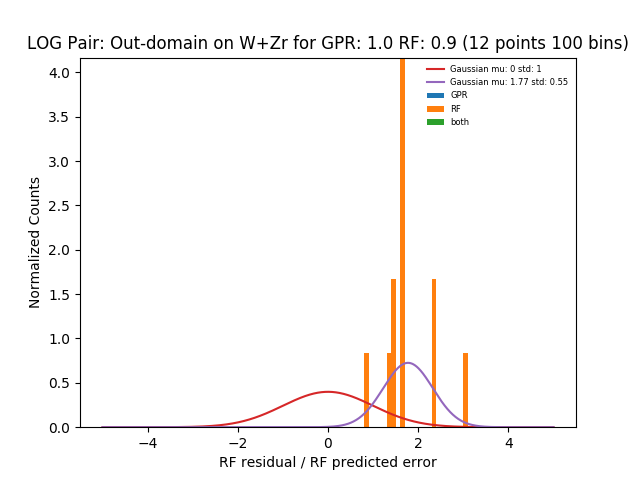 LOG Pair: Out-domain on W+Zr for GPR: 1.0 RF: 0.9 (12 points 100 bins)
Normalized Counts
4.0
3.5
3.0
2.5
2.0
1.5
1.0
0.5
0.0
Gaussian mu: 0 std: 1
Gaussian mu: 1.77 std: 0.55
GPR
RF
both
−4
−2
0
2
4
RF residual / RF predicted error